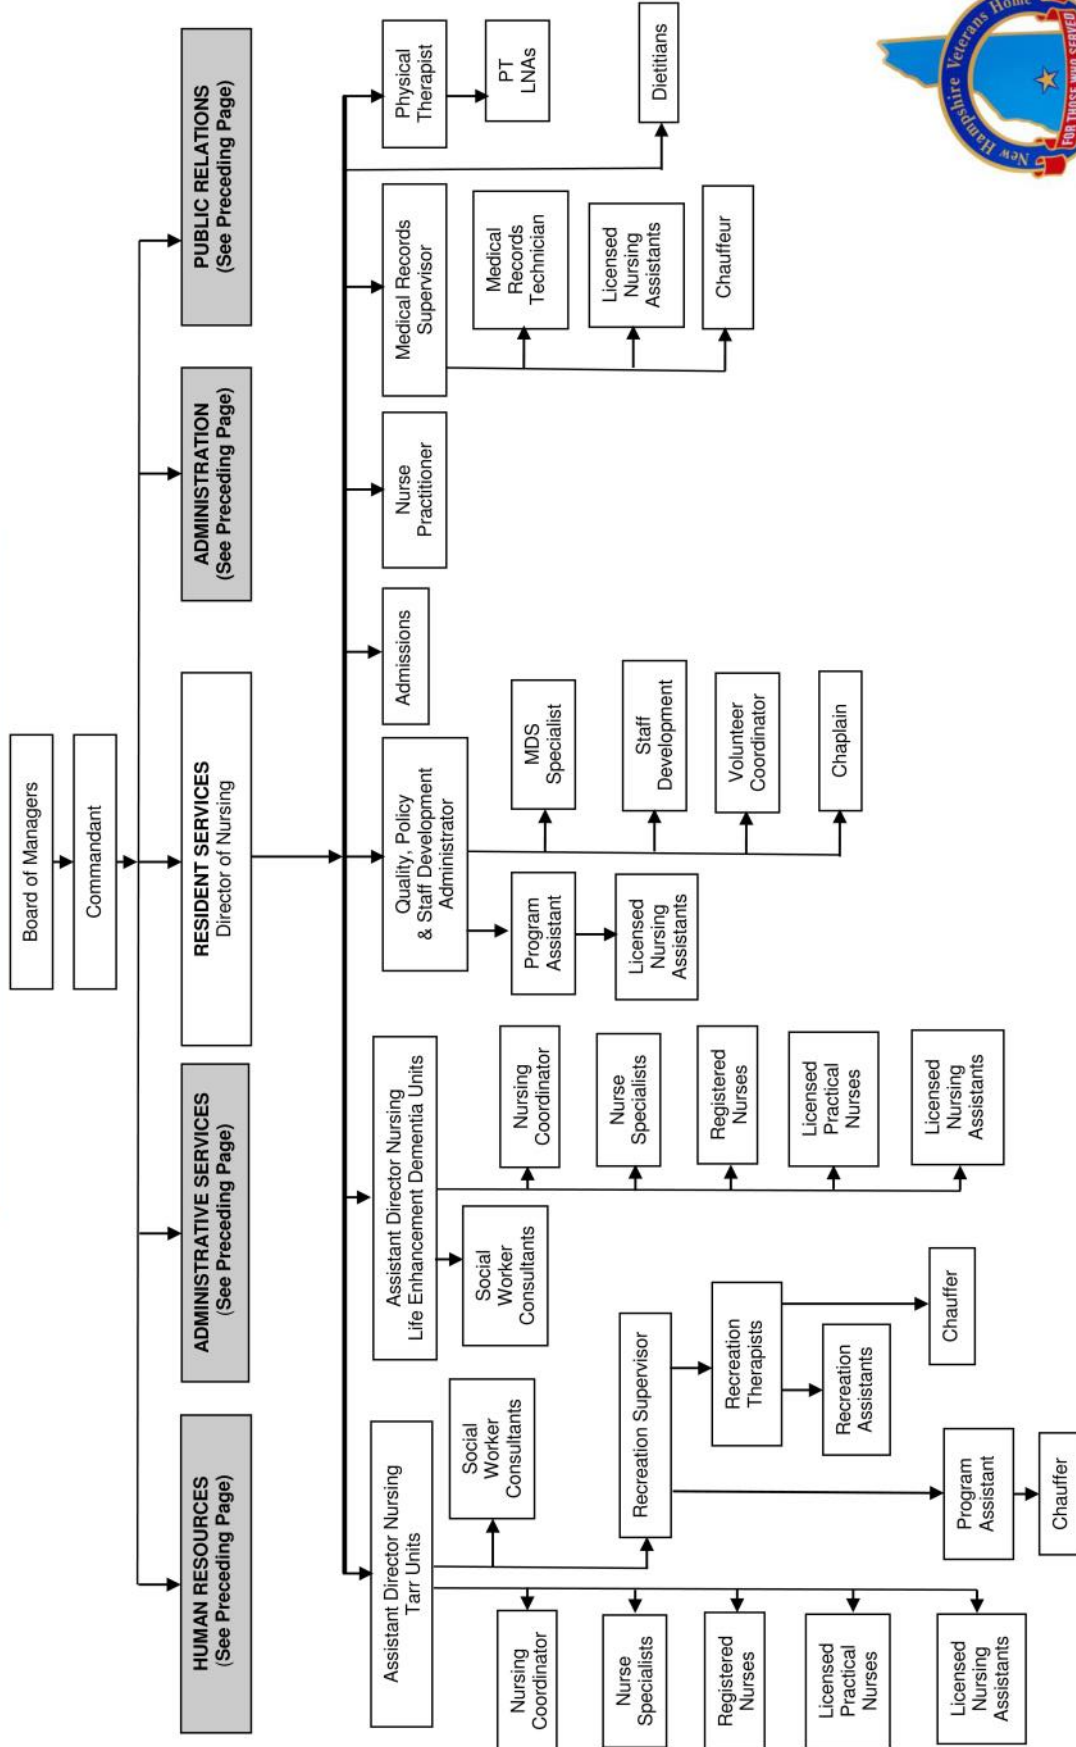 Board of Managers
Commandant
HUMAN RESOURCES
(See Preceding Page)
ADMINISTRATIVE SERVICES
(See Preceding Page)
RESIDENT SERVICES
Director of Nursing
ADMINISTRATION
(See Preceding Page)
PUBLIC RELATIONS
(See Preceding Page)
Assistant Director Nursing
Tarr Units
Nursing
Coordinator
Nurse
Specialists
Registered
Nurses
Licensed
Practical
Nurses
Licensed
Nursing
Assistants
Social
Worker
Consultants
Recreation Supervisor
Recreation
Therapists
Recreation
Assistants
Chauffer
Program
Assistant
Chauffer
Assistant Director Nursing
Life Enhancement Dementia Units
Social
Worker
Consultants
Nursing
Coordinator
Nurse
Specialists
Registered
Nurses
Licensed
Practical
Nurses
Licensed
Nursing
Assistants
Quality, Policy
& Staff Development
Administrator
Program
Assistant
Licensed
Nursing
Assistants
MDS
Specialist
Staff
Development
Volunteer
Coordinator
Chaplain
Admissions
Nurse
Practitioner
Medical Records
Supervisor
Medical
Records
Technician
Licensed
Nursing
Assistants
Chauffeur
Physical
Therapist
PT
LNAs
Dietitians
New Hampshire Veterans Home
FOR THOSE WHO SERVED